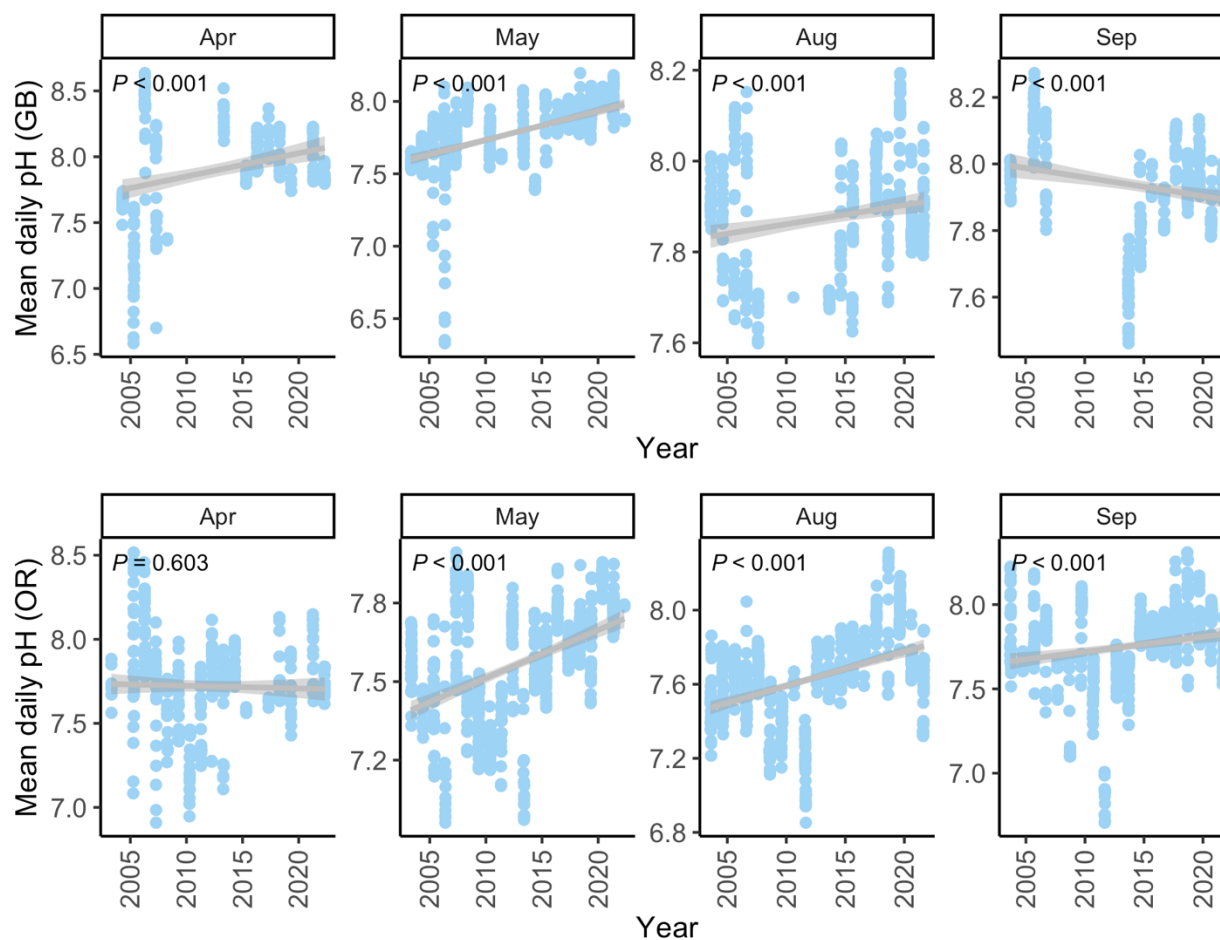 Apr May Aug Sep
Mean daily pH (GB)
P < 0.001 P < 0.001 P < 0.001 P < 0.001
8.5 8.0 7.5 7.0 6.5
8.0 7.5 7.0 6.5
8.2 8.0 7.8 7.6
8.2 8.0 7.8 7.6
2005 2010 2015 2020 2005 2010 2015 2020 2005 2010 2015 2020 2005 2010 2015 2020
Year
Apr May Aug Sep
Mean daily pH (OR)
P = 0.603 P < 0.001 P < 0.001 P < 0.001
8.5 8.0 7.5 7.0
7.8 7.5 7.2
8.0 7.6 7.2 6.8
8.0 7.5 7.0
2005 2010 2015 2020 2005 2010 2015 2020 2005 2010 2015 2020 2005 2010 2015 2020
Year